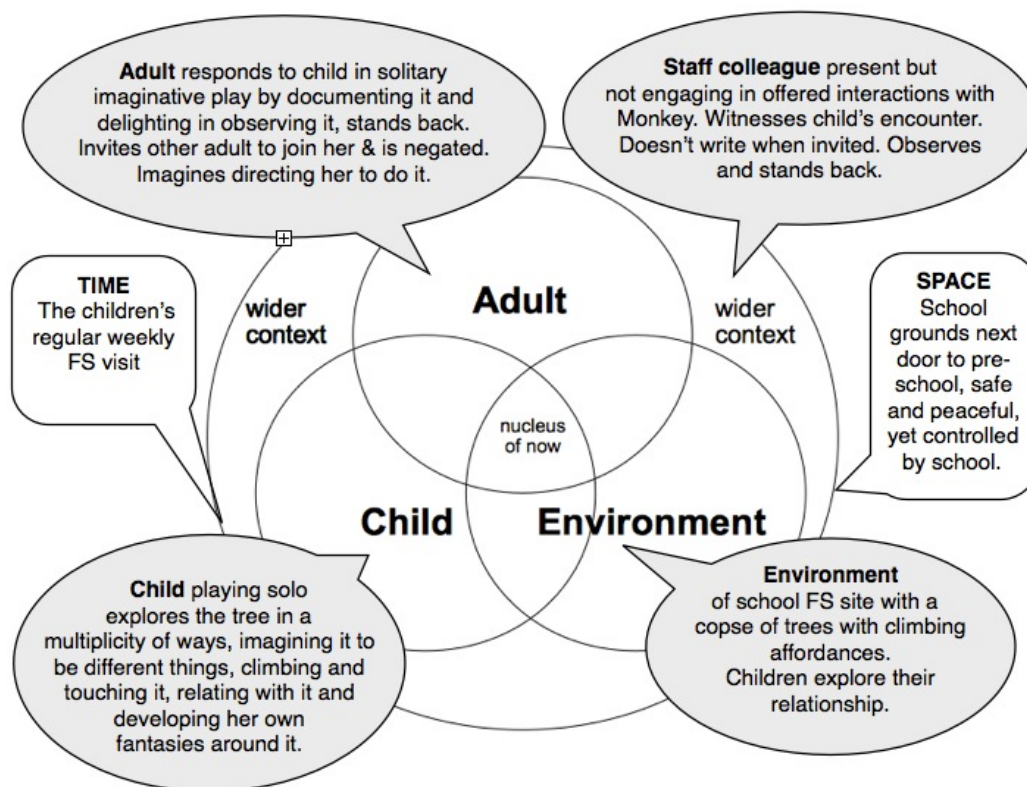 Adult responds to child in solitary
imaginative play by documenting it and
delighting in observing it, stands back.
Invites other adult to join her & is negated.
Imagines directing her to do it.
Staff colleague present but
not engaging in offered interactions with
Monkey. Witnesses child's encounter.
Doesn't write when invited. Observes
and stands back.
TIME
The children's
regular weekly
FS visit
wider
context
Adult
wider
context
SPACE
School
grounds next
door to pre-
school, safe
and peaceful,
yet controlled
by school.
nucleus
of now
Child
Environment
Child playing solo
explores the tree in a
multiplicity of ways, imagining it to
be different things, climbing and
touching it, relating with it and
developing her own
fantasies around it.
Environment
of school FS site with a
copse of trees with climbing
affordances.
Children explore their
relationship.